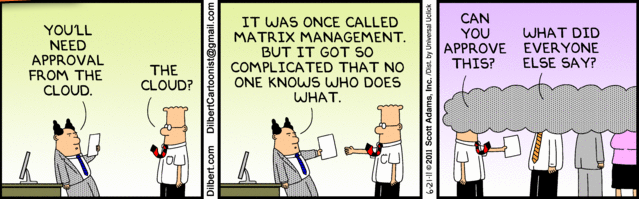 YOU'LL
NEED
APPROVAL
FROM THE
CLOUD.
THE
CLOUD?
Dilbert.com DilbertCartoonist@gmail.com
IT WAS ONCE CALLED
MATRIX MANAGEMENT.
BUT IT GOT SO
COMPLICATED THAT NO
ONE KNOWS WHO DOES
WHAT.
6-21-11 © 2011 Scott Adams, Inc. /Dist. by Universal Uclick
CAN
YOU
APPROVE
THIS?
WHAT DID
EVERYONE
ELSE SAY?